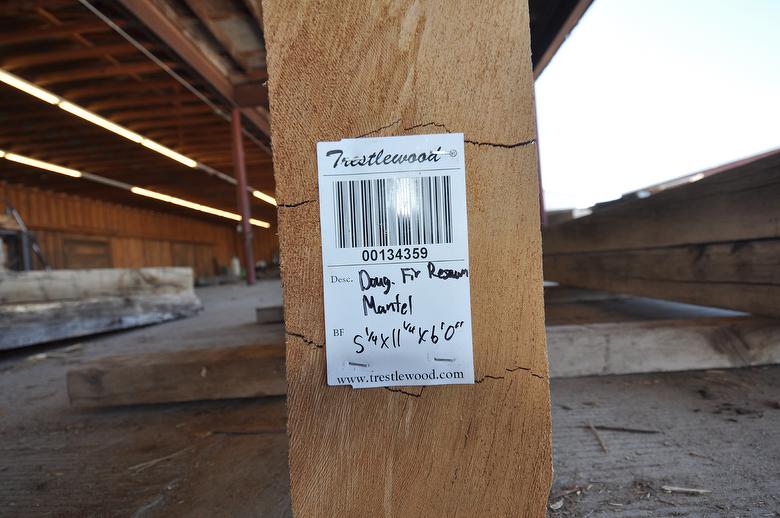 Trestlewood®
00134359
Desc. Doug. Fir Resawn
Mantel
BF 5 1/4 x 11 1/4 x 6'0"
www.trestlewood.com